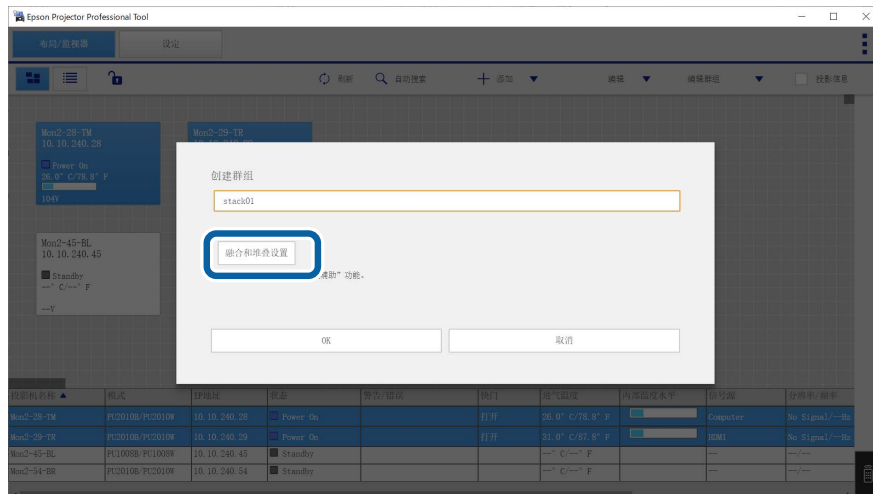 Epson Projector Professional Tool
布局/监视器 设定
刷新 自动搜索 添加 编辑 编辑群组 投影信息
Mon2-28-TM
10.10.240.28
Power On
26.0° C/78.8° F
104V
Mon2-29-TR
创建群组
stack01
融合和堆叠设置
辅助” 功能。
OK 取消
Mon2-45-BL
10.10.240.45
Standby
--° C/--° F
--V
投影机名称 模式 IP地址 状态 警告/错误 快门 进气温度 内部温度水平 信号源 分辨率/频率
Mon2-28-TM PU2010B/PU2010W 10.10.240.28 Power On 打开 26.0° C/78.8° F Computer No Signal/--Hz
Mon2-29-TR PU2010B/PU2010W 10.10.240.29 Power On 打开 31.0° C/87.8° F HDMI No Signal/--Hz
Mon2-45-BL PU1008B/PU1008W 10.10.240.45 Standby --° C/--° F -- --/--
Mon2-54-BR PU2010B/PU2010W 10.10.240.54 Standby --° C/--° F -- --/--